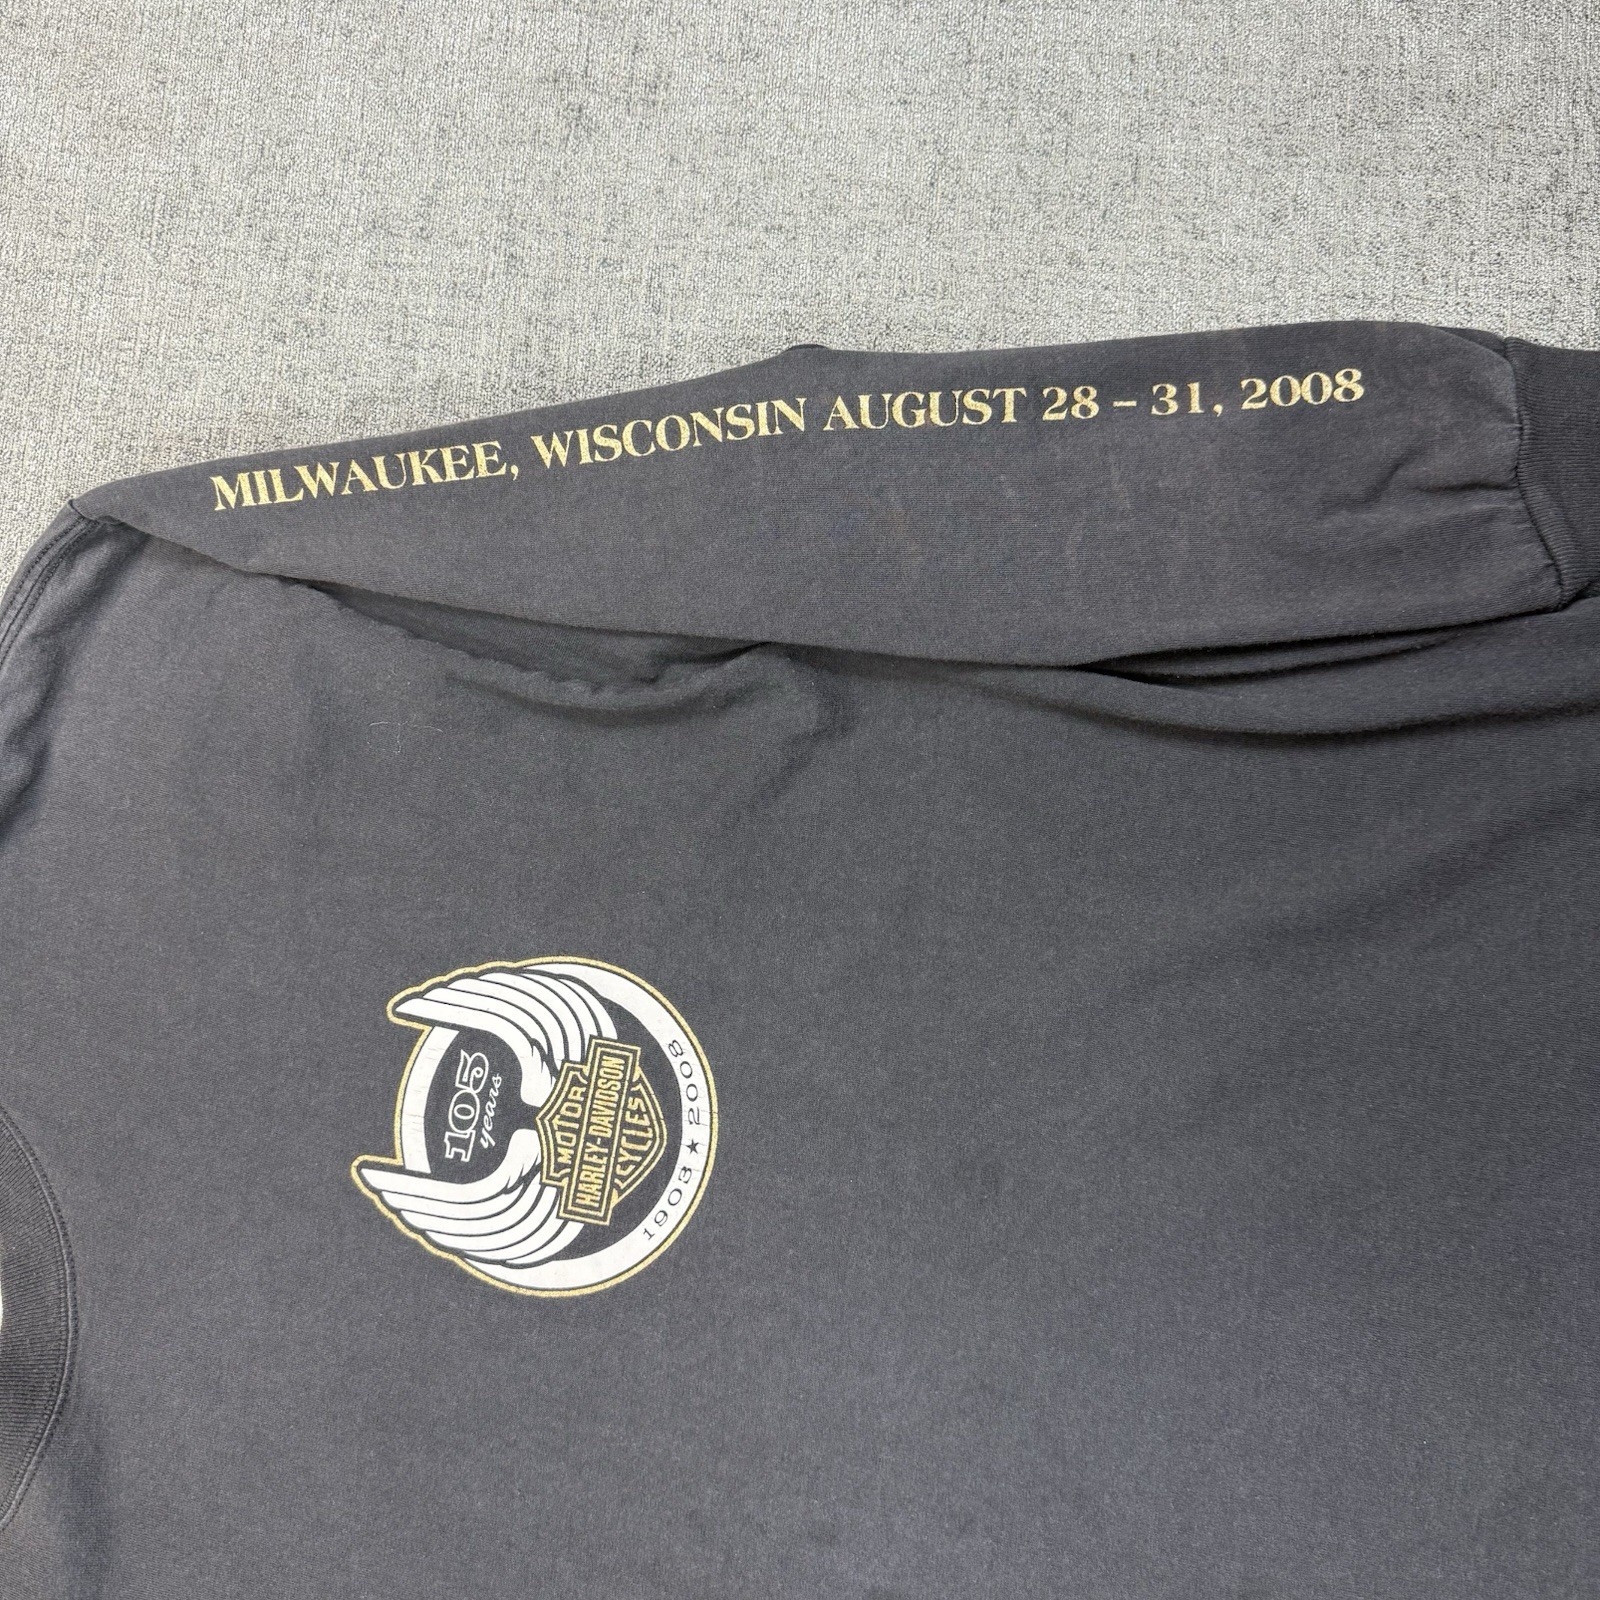 MILWAUKEE, WISCONSIN AUGUST 28 – 31, 2008
105
years
MOTOR
HARLEY-DAVIDSON
CYCLES
1903 ★ 2008